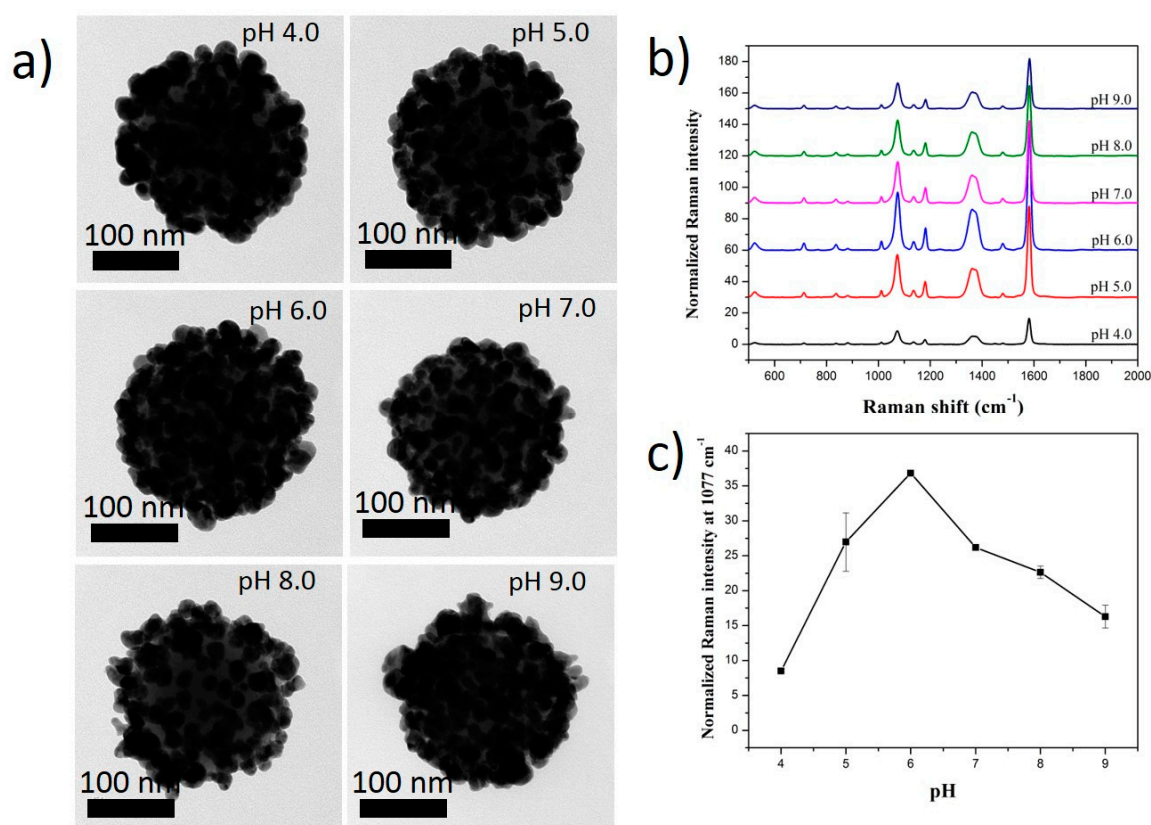 a)
pH 4.0
100 nm
pH 5.0
100 nm
pH 6.0
100 nm
pH 7.0
100 nm
pH 8.0
100 nm
pH 9.0
100 nm
b)
Normalized Raman intensity
180
160
140
120
90
80
60
40
30
20
0
pH 9.0
pH 8.0
pH 7.0
pH 6.0
pH 5.0
pH 4.0
600 800 1000 1200 1400 1600 1800 2000
Raman shift (cm⁻¹)
c)
Normalized Raman intensity at 1077 cm⁻¹
40
35
30
25
20
15
10
5
0
4 5 6 7 8 9
pH